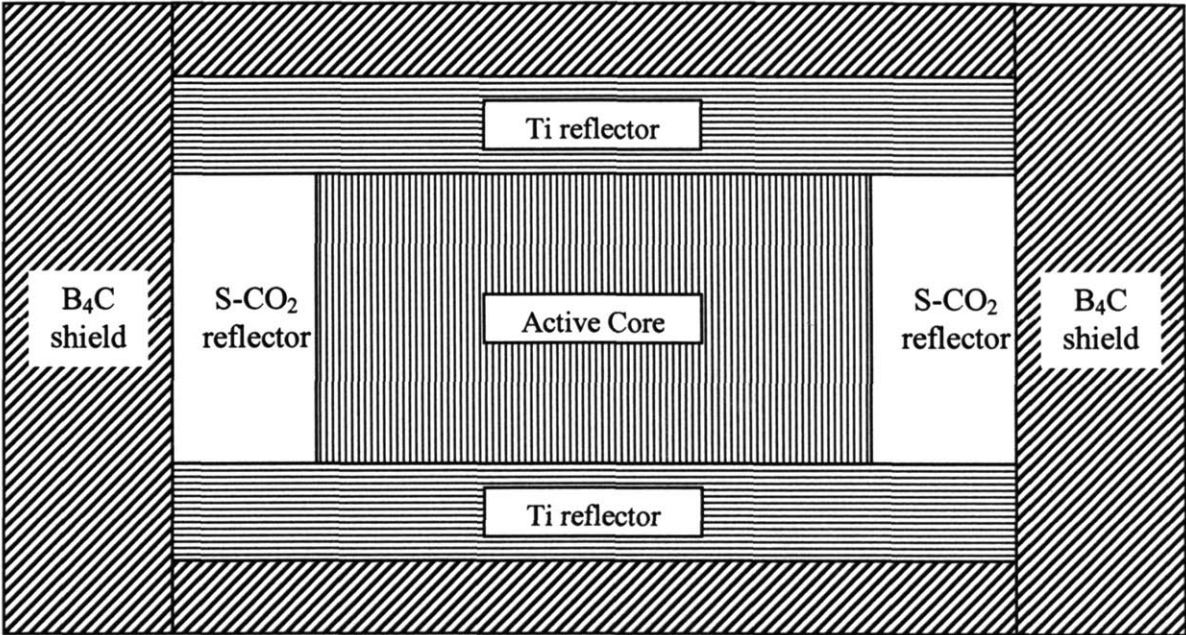 Ti reflector
B₄C
shield
S-CO₂
reflector
Active Core
S-CO₂
reflector
B₄C
shield
Ti reflector